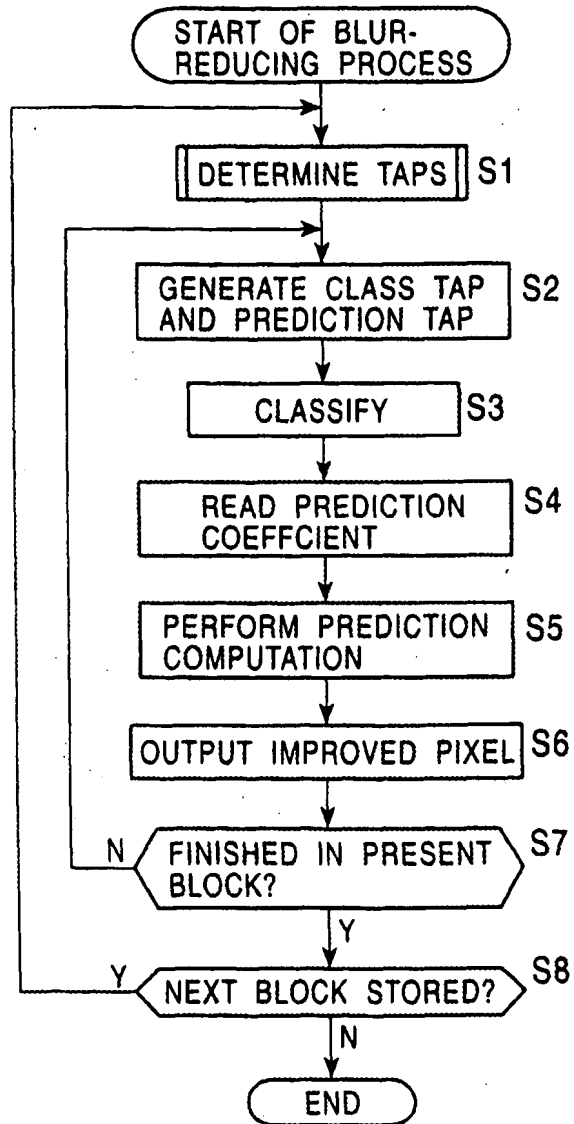 START OF BLUR-
REDUCING PROCESS
DETERMINE TAPS S1
GENERATE CLASS TAP S2
AND PREDICTION TAP
CLASSIFY S3
READ PREDICTION S4
COEFFCIENT
PERFORM PREDICTION S5
COMPUTATION
OUTPUT IMPROVED PIXEL S6
N FINISHED IN PRESENT S7
BLOCK?
Y
Y NEXT BLOCK STORED? S8
N
END